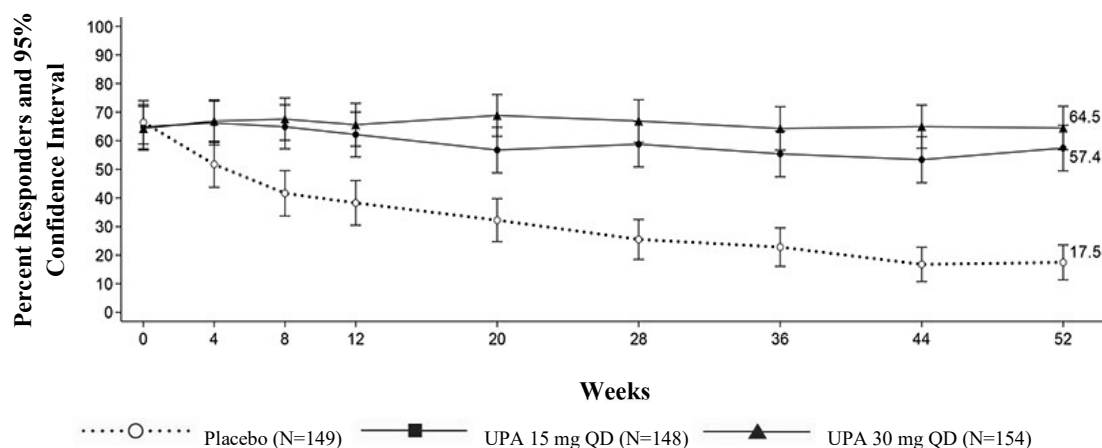 Percent Responders and 95%
Confidence Interval
100
90
80
70
60
50
40
30
20
10
0
64.5
57.4
17.5
0 4 8 12 20 28 36 44 52
Weeks
Placebo (N=149) UPA 15 mg QD (N=148) UPA 30 mg QD (N=154)